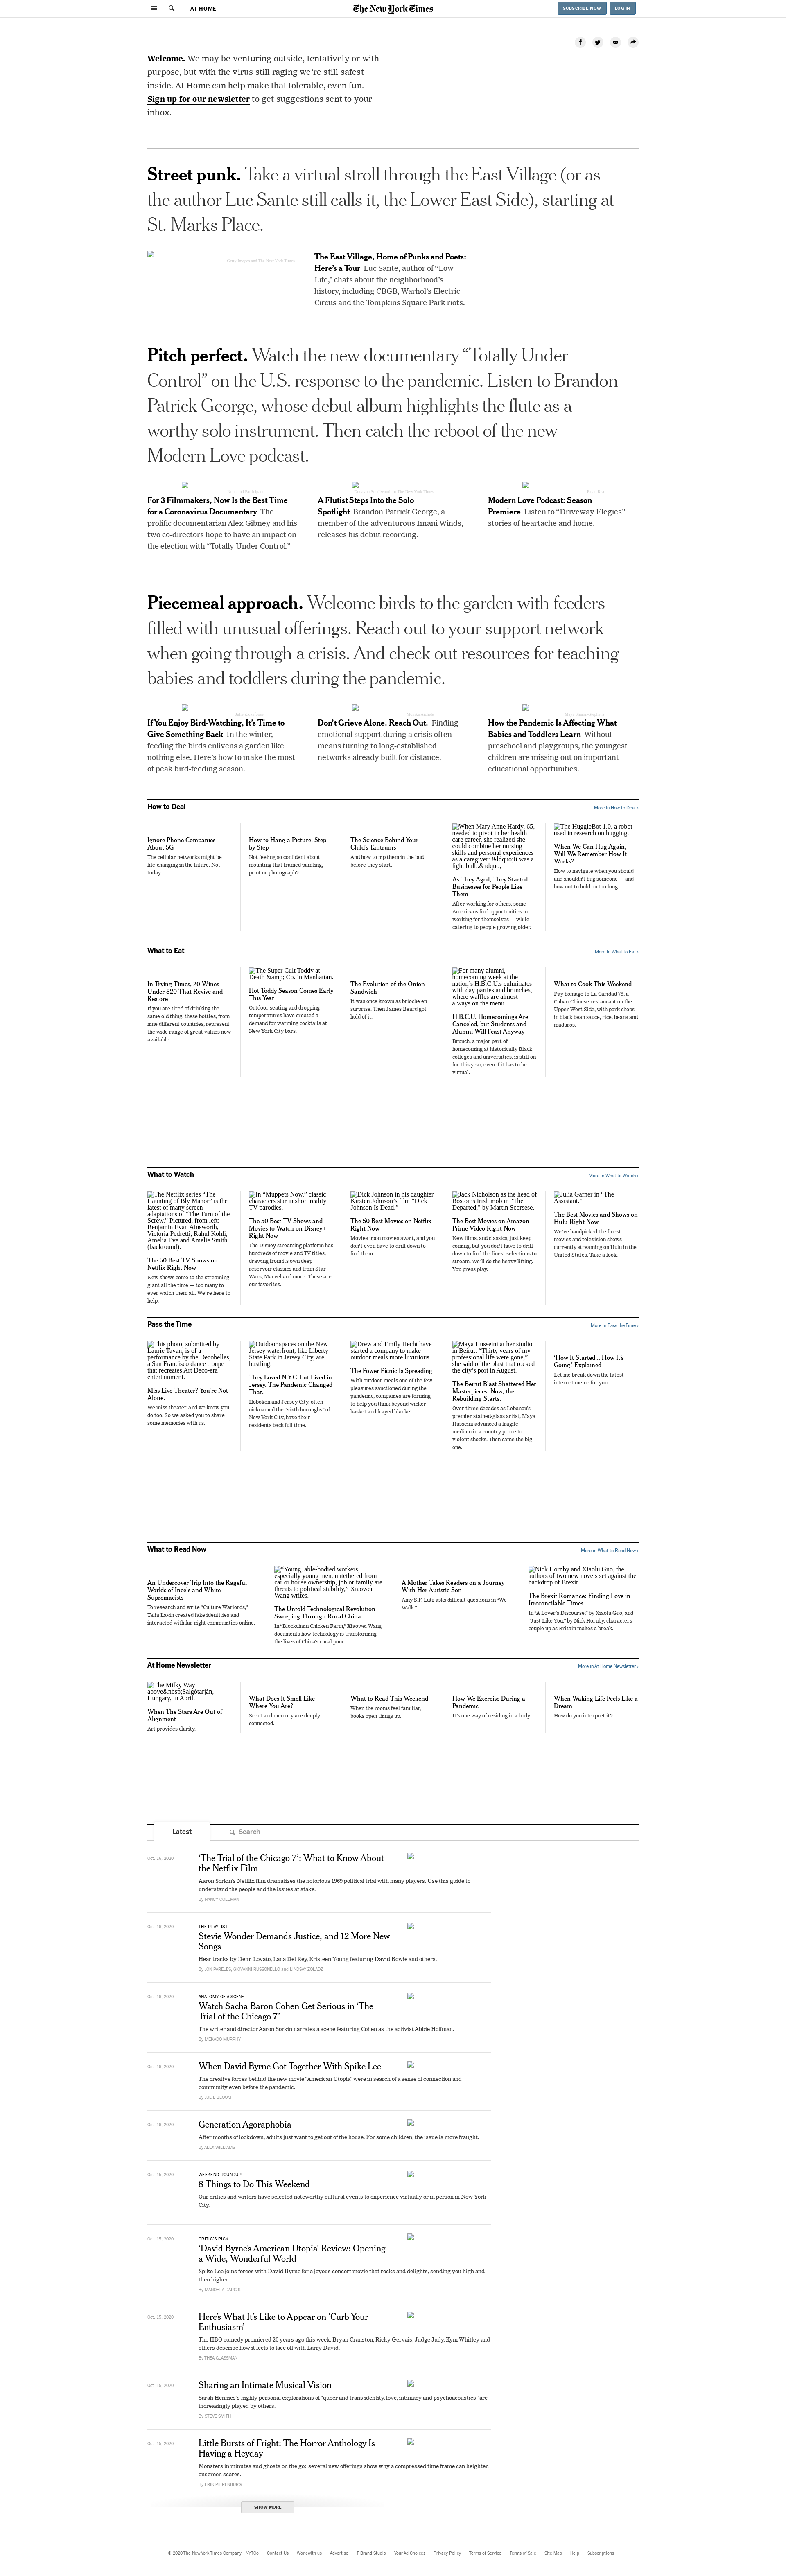 AT HOME
The New York Times
SUBSCRIBE NOW
LOG IN
Welcome. We may be venturing outside, tentatively or with
purpose, but with the virus still raging we're still safest
inside. At Home can help make that tolerable, even fun.
Sign up for our newsletter to get suggestions sent to your
inbox.
Street punk. Take a virtual stroll through the East Village (or as
the author Luc Sante still calls it, the Lower East Side), starting at
St. Marks Place.
The East Village, Home of Punks and Poets:
Here's a Tour Luc Sante, author of “Low
Life,” chats about the neighborhood's
history, including CBGB, Warhol's Electric
Circus and the Tompkins Square Park riots.
Pitch perfect. Watch the new documentary “Totally Under
Control” on the U.S. response to the pandemic. Listen to Brandon
Patrick George, whose debut album highlights the flute as a
worthy solo instrument. Then catch the reboot of the new
Modern Love podcast.
For 3 Filmmakers, Now Is the Best Time
for a Coronavirus Documentary The
prolific documentarian Alex Gibney and his
two co-directors hope to have an impact on
the election with “Totally Under Control.”
A Flutist Steps Into the Solo
Spotlight Brandon Patrick George, a
member of the adventurous Imani Winds,
releases his debut recording.
Modern Love Podcast: Season
Premiere Listen to “Driveway Elegies” —
stories of heartache and home.
Piecemeal approach. Welcome birds to the garden with feeders
filled with unusual offerings. Reach out to your support network
when going through a crisis. And check out resources for teaching
babies and toddlers during the pandemic.
If You Enjoy Bird-Watching, It's Time to
Give Something Back In the winter,
feeding the birds enlivens a garden like
nothing else. Here's how to make the most
of peak bird-feeding season.
Don't Grieve Alone. Reach Out. Finding
emotional support during a crisis often
means turning to long-established
networks already built for distance.
How the Pandemic Is Affecting What
Babies and Toddlers Learn Without
preschool and playgroups, the youngest
children are missing out on important
educational opportunities.
How to Deal
More in How to Deal ›
Ignore Phone Companies
About 5G
The cellular networks might be
life-changing in the future. Not
today.
How to Hang a Picture, Step
by Step
Not feeling so confident about
mounting that framed painting,
print or photograph?
The Science Behind Your
Child's Tantrums
And how to nip them in the bud
before they start.
When Mary Anne Hardy, 65,
needed to pivot in her health
care career, she realized she
could combine her nursing
skills and personal experiences
as a caregiver: &ldquo;It was a
light bulb.&rdquo;
As They Aged, They Started
Businesses for People Like
Them
After working for others, some
Americans find opportunities in
working for themselves — while
catering to people growing older.
The HuggieBot 1.0, a robot
used in research on hugging.
When We Can Hug Again,
Will We Remember How It
Works?
How to navigate when you should
and shouldn't hug someone — and
how not to hold on too long.
What to Eat
More in What to Eat ›
In Trying Times, 20 Wines
Under $20 That Revive and
Restore
If you are tired of drinking the
same old thing, these bottles, from
nine different countries, represent
the wide range of great values now
available.
The Super Cult Toddy at
Death &amp; Co. in Manhattan.
Hot Toddy Season Comes Early
This Year
Outdoor seating and dropping
temperatures have created a
demand for warming cocktails at
New York City bars.
The Evolution of the Onion
Sandwich
It was once known as brioche en
surprise. Then James Beard got
hold of it.
For many alumni,
homecoming week at the
nation's H.B.C.U.s culminates
with day parties and brunches,
where waffles are almost
always on the menu.
H.B.C.U. Homecomings Are
Canceled, but Students and
Alumni Will Feast Anyway
Brunch, a major part of
homecoming at historically Black
colleges and universities, is still on
for this year, even if it has to be
virtual.
What to Cook This Weekend
Pay homage to La Caridad 78, a
Cuban-Chinese restaurant on the
Upper West Side, with pork chops
in black bean sauce, rice, beans and
maduros.
What to Watch
More in What to Watch ›
The Netflix series “The
Haunting of Bly Manor” is the
latest of many screen
adaptations of “The Turn of the
Screw.” Pictured, from left:
Benjamin Evan Ainsworth,
Victoria Pedretti, Rahul Kohli,
Amelia Eve and Amelie Smith
(background).
The 50 Best TV Shows on
Netflix Right Now
New shows come to the streaming
giant all the time — too many to
ever watch them all. We're here to
help.
In “Muppets Now,” classic
characters star in short reality
TV parodies.
The 50 Best TV Shows and
Movies to Watch on Disney+
Right Now
The Disney streaming platform has
hundreds of movie and TV titles,
drawing from its own deep
reservoir classics and from Star
Wars, Marvel and more. These are
our favorites.
Dick Johnson in his daughter
Kirsten Johnson's film “Dick
Johnson Is Dead.”
The 50 Best Movies on Netflix
Right Now
Movies upon movies await, and you
don't even have to drill down to
find them.
Jack Nicholson as the head of
Boston's Irish mob in “The
Departed,” by Martin Scorsese.
The Best Movies on Amazon
Prime Video Right Now
New films, and classics, just keep
coming, but you don't have to drill
down to find the finest selections to
stream. We'll do the heavy lifting.
You press play.
Julia Garner in “The
Assistant.”
The Best Movies and Shows on
Hulu Right Now
We've handpicked the finest
movies and television shows
currently streaming on Hulu in the
United States. Take a look.
Pass the Time
More in Pass the Time ›
This photo, submitted by
Laurie Tavan, is of a
performance by the Decobelles,
a San Francisco dance troupe
that recreates Art Deco-era
entertainment.
Miss Live Theater? You're Not
Alone.
We miss theater. And we know you
do too. So we asked you to share
some memories with us.
Outdoor spaces on the New
Jersey waterfront, like Liberty
State Park in Jersey City, are
bustling.
They Loved N.Y.C. but Lived in
Jersey. The Pandemic Changed
That.
Hoboken and Jersey City, often
nicknamed the “sixth boroughs” of
New York City, have their
residents back full time.
Drew and Emily Hecht have
started a company to make
outdoor meals more luxurious.
The Power Picnic Is Spreading
With outdoor meals one of the few
pleasures sanctioned during the
pandemic, companies are forming
to help you think beyond wicker
basket and frayed blanket.
Maya Husseini at her studio
in Beirut. “Thirty years of my
professional life were gone,”
she said of the blast that rocked
the city's port in August.
The Beirut Blast Shattered Her
Masterpieces. Now, the
Rebuilding Starts.
Over three decades as Lebanon's
premier stained-glass artist, Maya
Husseini advanced a fragile
medium in a country prone to
violent shocks. Then came the big
one.
‘How It Started... How It's
Going,’ Explained
Let me break down the latest
internet meme for you.
What to Read Now
More in What to Read Now ›
An Undercover Trip Into the Rageful
Worlds of Incels and White
Supremacists
To research and write “Culture Warlords,”
Talia Lavin created fake identities and
interacted with far-right communities online.
“Young, able-bodied workers,
especially young men, untethered from
car or house ownership, job or family are
threats to political stability,” Xiaowei
Wang writes.
The Untold Technological Revolution
Sweeping Through Rural China
In “Blockchain Chicken Farm,” Xiaowei Wang
documents how technology is transforming
the lives of China's rural poor.
A Mother Takes Readers on a Journey
With Her Autistic Son
Amy S.F. Lutz asks difficult questions in “We
Walk.”
Nick Hornby and Xiaolu Guo, the
authors of two new novels set against the
backdrop of Brexit.
The Brexit Romance: Finding Love in
Irreconcilable Times
In “A Lover's Discourse,” by Xiaolu Guo, and
“Just Like You,” by Nick Hornby, characters
couple up as Britain makes a break.
At Home Newsletter
More in At Home Newsletter ›
The Milky Way
above&nbsp;Salgótarján,
Hungary, in April.
When The Stars Are Out of
Alignment
Art provides clarity.
What Does It Smell Like
Where You Are?
Scent and memory are deeply
connected.
What to Read This Weekend
When the rooms feel familiar,
books open things up.
How We Exercise During a
Pandemic
It's one way of residing in a body.
When Waking Life Feels Like a
Dream
How do you interpret it?
Latest
Search
Oct. 16, 2020
‘The Trial of the Chicago 7’: What to Know About
the Netflix Film
Aaron Sorkin's Netflix film dramatizes the notorious 1969 political trial with many players. Use this guide to
understand the people and the issues at stake.
By NANCY COLEMAN
Oct. 16, 2020
THE PLAYLIST
Stevie Wonder Demands Justice, and 12 More New
Songs
Hear tracks by Demi Lovato, Lana Del Rey, Kristeen Young featuring David Bowie and others.
By JON PARELES, GIOVANNI RUSSONELLO and LINDSAY ZOLADZ
Oct. 16, 2020
ANATOMY OF A SCENE
Watch Sacha Baron Cohen Get Serious in ‘The
Trial of the Chicago 7’
The writer and director Aaron Sorkin narrates a scene featuring Cohen as the activist Abbie Hoffman.
By MEKADO MURPHY
Oct. 16, 2020
When David Byrne Got Together With Spike Lee
The creative forces behind the new movie “American Utopia” were in search of a sense of connection and
community even before the pandemic.
By JULIE BLOOM
Oct. 16, 2020
Generation Agoraphobia
After months of lockdown, adults just want to get out of the house. For some children, the issue is more fraught.
By ALEX WILLIAMS
Oct. 15, 2020
WEEKEND ROUNDUP
8 Things to Do This Weekend
Our critics and writers have selected noteworthy cultural events to experience virtually or in person in New York
City.
Oct. 15, 2020
CRITIC'S PICK
‘David Byrne's American Utopia’ Review: Opening
a Wide, Wonderful World
Spike Lee joins forces with David Byrne for a joyous concert movie that rocks and delights, sending you high and
then higher.
By MANOHLA DARGIS
Oct. 15, 2020
Here's What It's Like to Appear on ‘Curb Your
Enthusiasm’
The HBO comedy premiered 20 years ago this week. Bryan Cranston, Ricky Gervais, Judge Judy, Kym Whitley and
others describe how it feels to face off with Larry David.
By THEA GLASSMAN
Oct. 15, 2020
Sharing an Intimate Musical Vision
Sarah Hennies's highly personal explorations of “queer and trans identity, love, intimacy and psychoacoustics” are
increasingly played by others.
By STEVE SMITH
Oct. 15, 2020
Little Bursts of Fright: The Horror Anthology Is
Having a Heyday
Monsters in minutes and ghosts on the go: several new offerings show why a compressed time frame can heighten
onscreen scares.
By ERIK PIEPENBURG
SHOW MORE
© 2020 The New York Times Company NYTCo Contact Us Work with us Advertise T Brand Studio Your Ad Choices Privacy Policy Terms of Service Terms of Sale Site Map Help Subscriptions